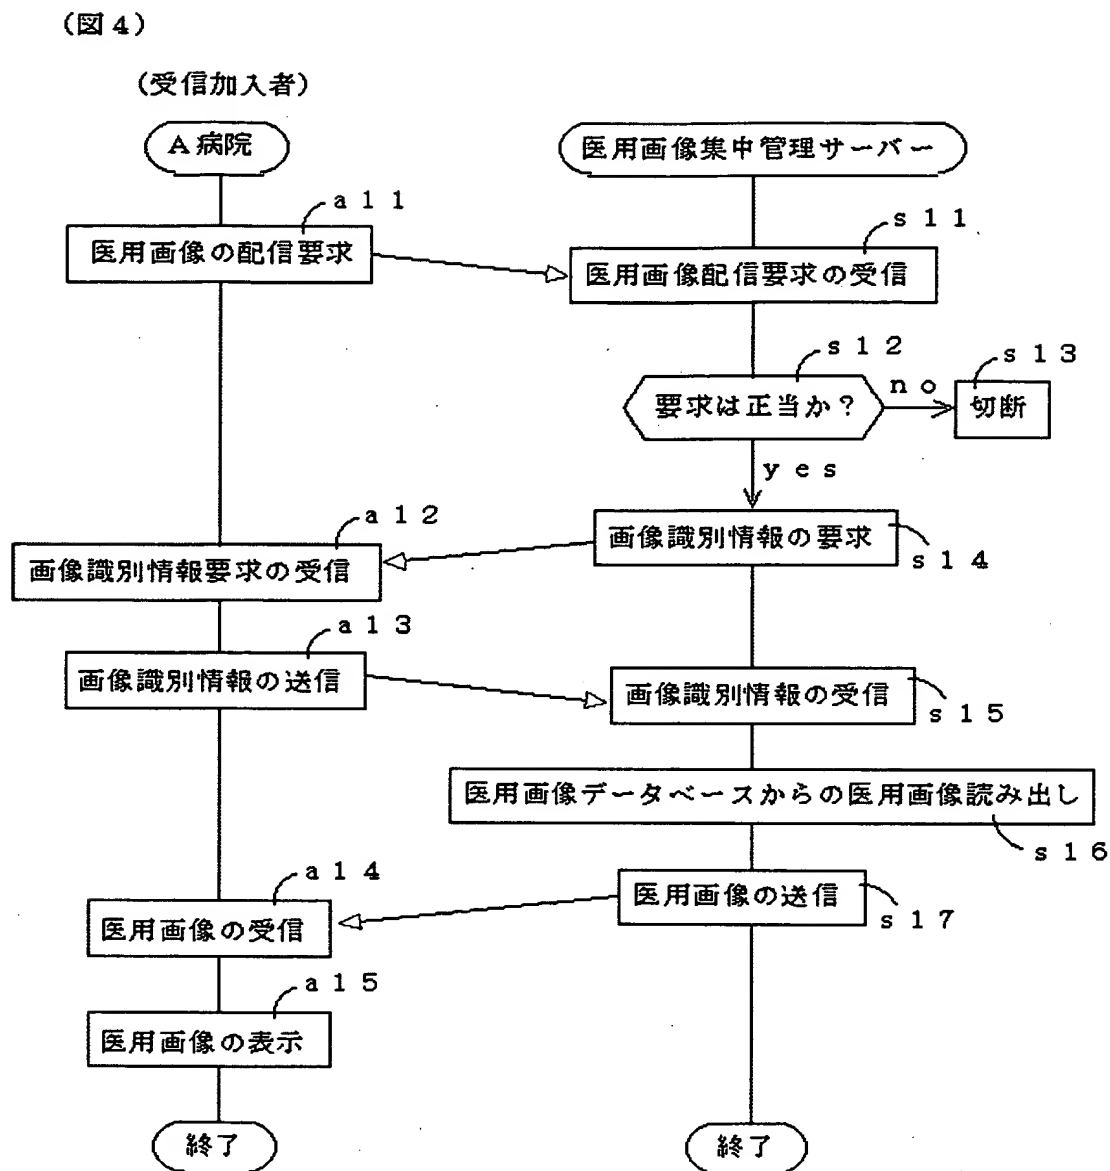 (図4)
(受信加入者)
A病院
医用画像集中管理サーバー
a11
医用画像の配信要求
s11
医用画像配信要求の受信
s12
要求は正当か?
no
s13
切断
yes
a12
画像識別情報要求の受信
画像識別情報の要求
s14
a13
画像識別情報の送信
画像識別情報の受信
s15
医用画像データベースからの医用画像読み出し
s16
a14
医用画像の受信
医用画像の送信
s17
a15
医用画像の表示
終了
終了